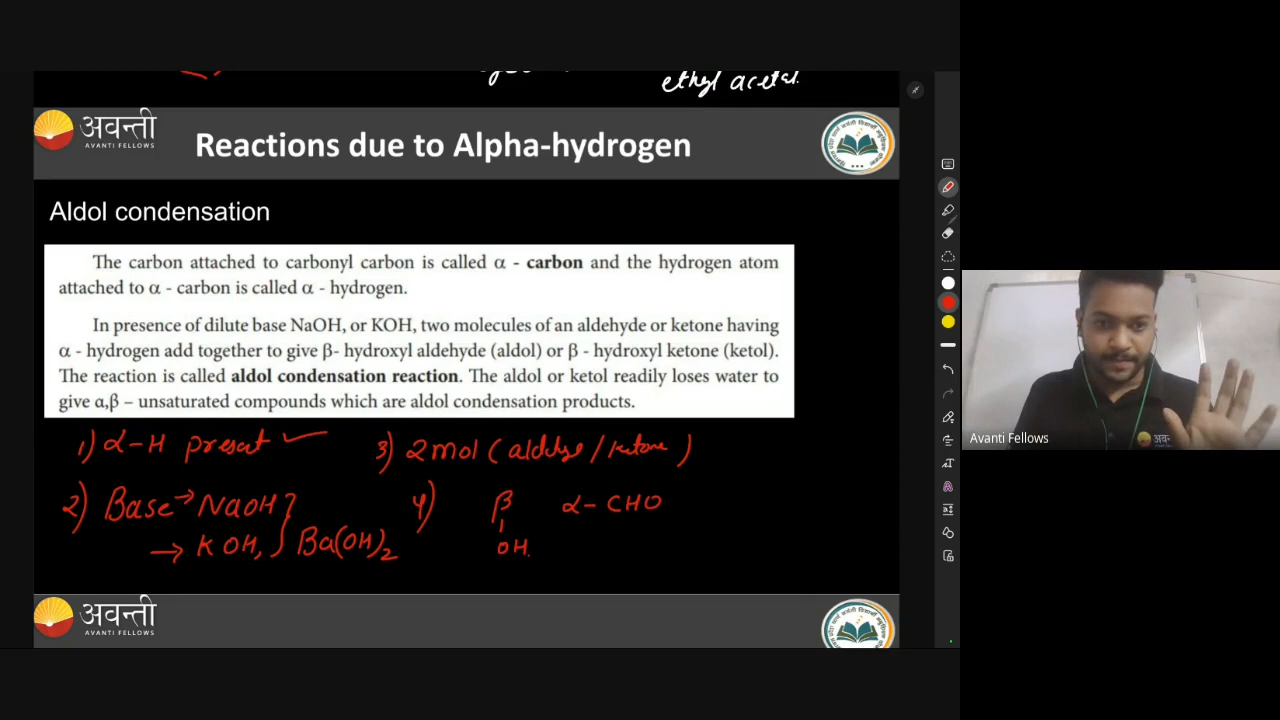 ethyl acetal.
अवन्ती
AVANTI FELLOWS
Reactions due to Alpha-hydrogen
Aldol condensation
The carbon attached to carbonyl carbon is called α - carbon and the hydrogen atom
attached to α - carbon is called α - hydrogen.
In presence of dilute base NaOH, or KOH, two molecules of an aldehyde or ketone having
α - hydrogen add together to give β- hydroxyl aldehyde (aldol) or β - hydroxyl ketone (ketol).
The reaction is called aldol condensation reaction. The aldol or ketol readily loses water to
give α,β – unsaturated compounds which are aldol condensation products.
1) α-H present ✓
3) 2mol (aldehyde/ketone)
2) Base → NaOH
→ KOH, } Ba(OH)2
4) β α-CHO
OH
अवन्ती
AVANTI FELLOWS
Avanti Fellows